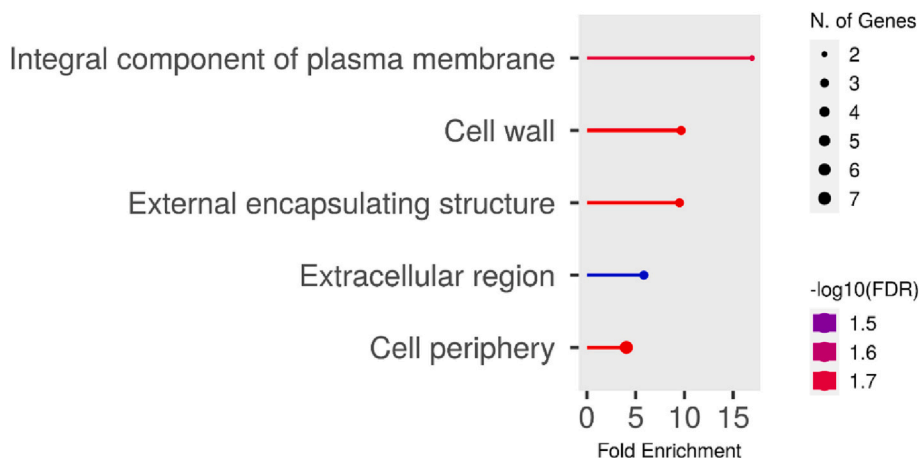 Integral component of plasma membrane
Cell wall
External encapsulating structure
Extracellular region
Cell periphery
0 5 10 15
Fold Enrichment
N. of Genes
2
3
4
5
6
7
-log10(FDR)
1.5
1.6
1.7